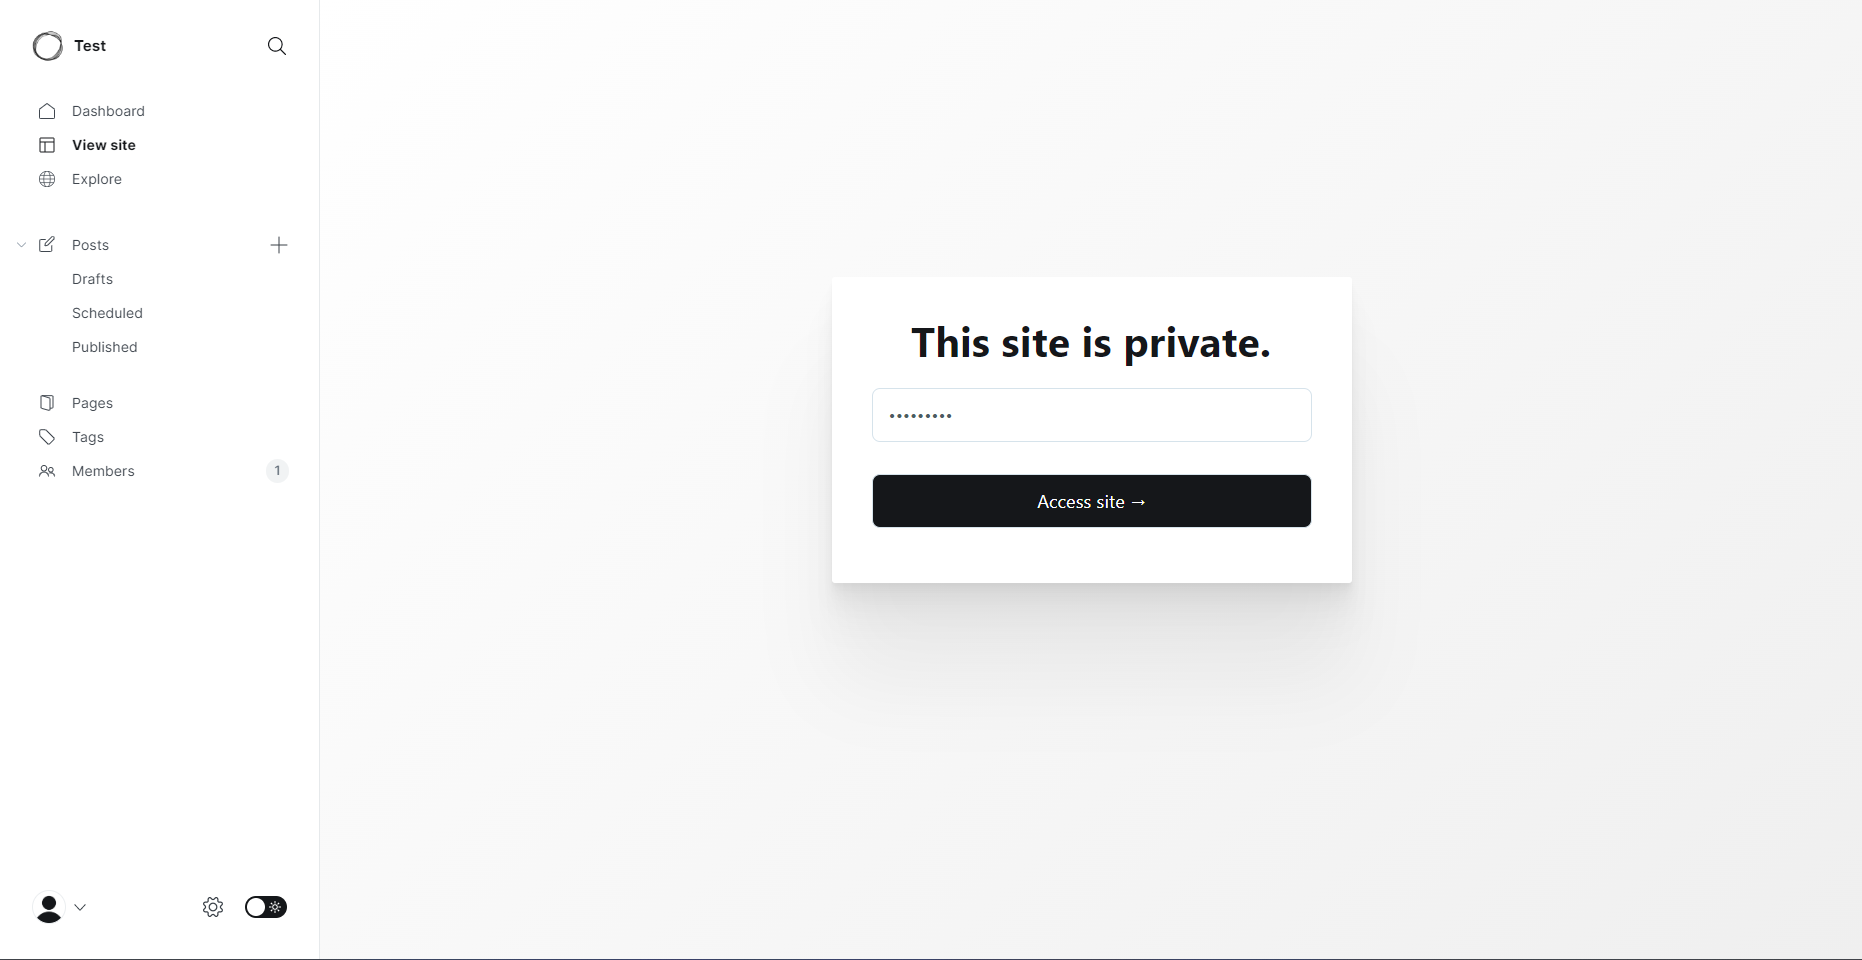 Test
Dashboard
View site
Explore
Posts
Drafts
Scheduled
Published
Pages
Tags
Members
1
This site is private.
•••••••••
Access site →